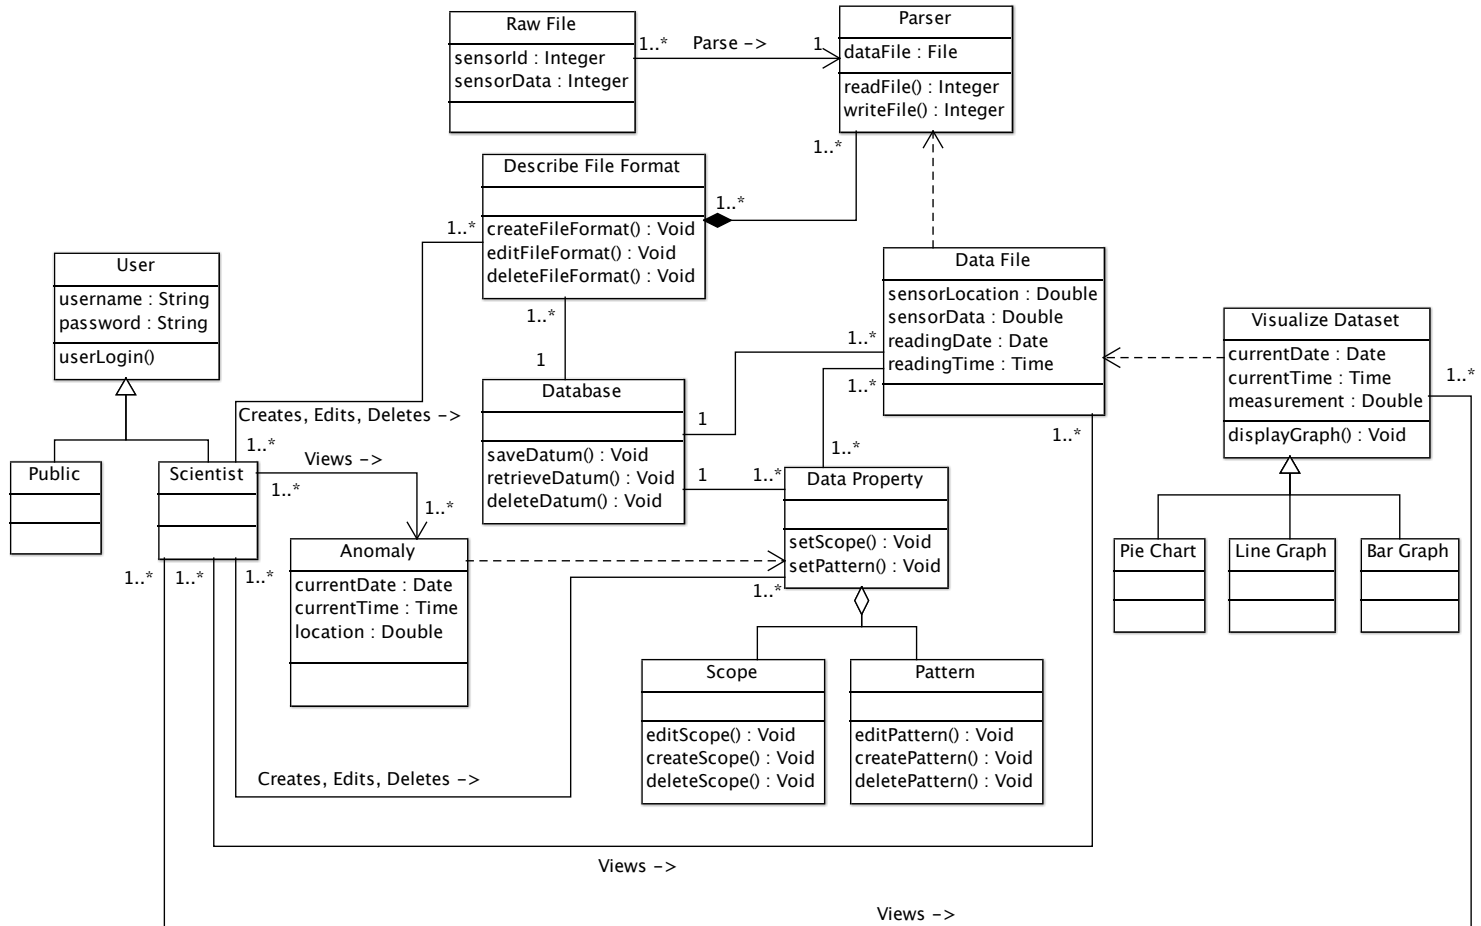 Raw File
sensorId : Integer
sensorData : Integer
1..*
Parse ->
1
Parser
dataFile : File
readFile() : Integer
writeFile() : Integer
1..*
Describe File Format
createFileFormat() : Void
editFileFormat() : Void
deleteFileFormat() : Void
1..*
1..*
1..*
User
username : String
password : String
userLogin()
Data File
sensorLocation : Double
sensorData : Double
readingDate : Date
readingTime : Time
1..*
1..*
1..*
Visualize Dataset
currentDate : Date
currentTime : Time
measurement : Double
displayGraph() : Void
1..*
1
Database
saveDatum() : Void
retrieveDatum() : Void
deleteDatum() : Void
1
1
1..*
1..*
Creates, Edits, Deletes ->
1..*
Public
Scientist
Views ->
1..*
1..*
Data Property
setScope() : Void
setPattern() : Void
1..*
Pie Chart
Line Graph
Bar Graph
1..*
1..*
1..*
Anomaly
currentDate : Date
currentTime : Time
location : Double
Scope
editScope() : Void
createScope() : Void
deleteScope() : Void
Pattern
editPattern() : Void
createPattern() : Void
deletePattern() : Void
Creates, Edits, Deletes ->
Views ->
Views ->